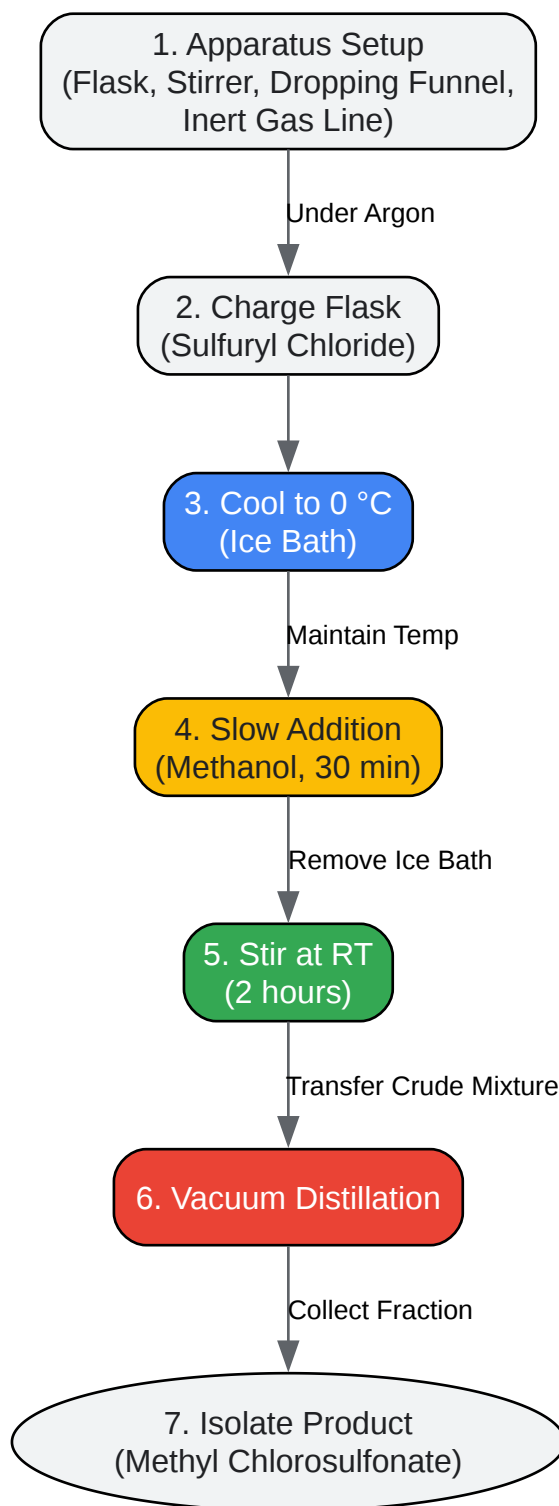 1. Apparatus Setup
(Flask, Stirrer, Dropping Funnel,
Inert Gas Line)
Under Argon
2. Charge Flask
(Sulfuryl Chloride)
3. Cool to 0 °C
(Ice Bath)
Maintain Temp
4. Slow Addition
(Methanol, 30 min)
Remove Ice Bath
5. Stir at RT
(2 hours)
Transfer Crude Mixture
6. Vacuum Distillation
Collect Fraction
7. Isolate Product
(Methyl Chlorosulfonate)